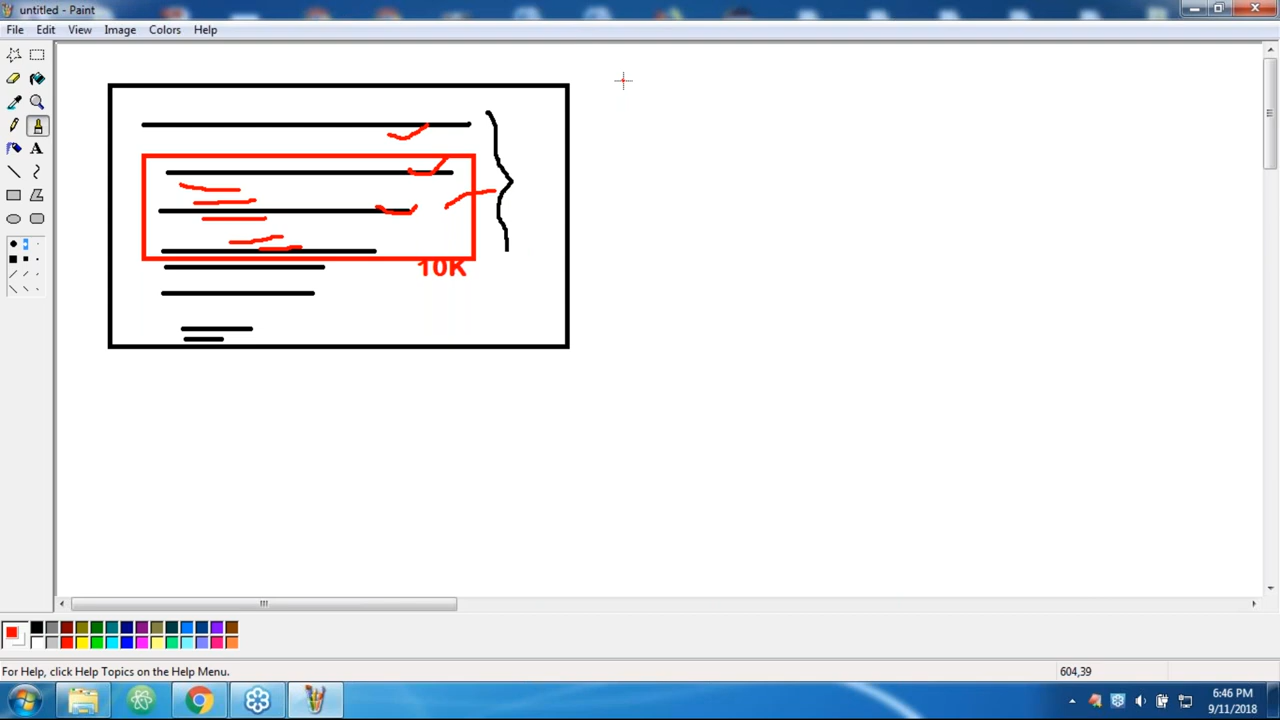 untitled - Paint
File Edit View Image Colors Help
10K
For Help, click Help Topics on the Help Menu.
604,39
6:46 PM
9/11/2018